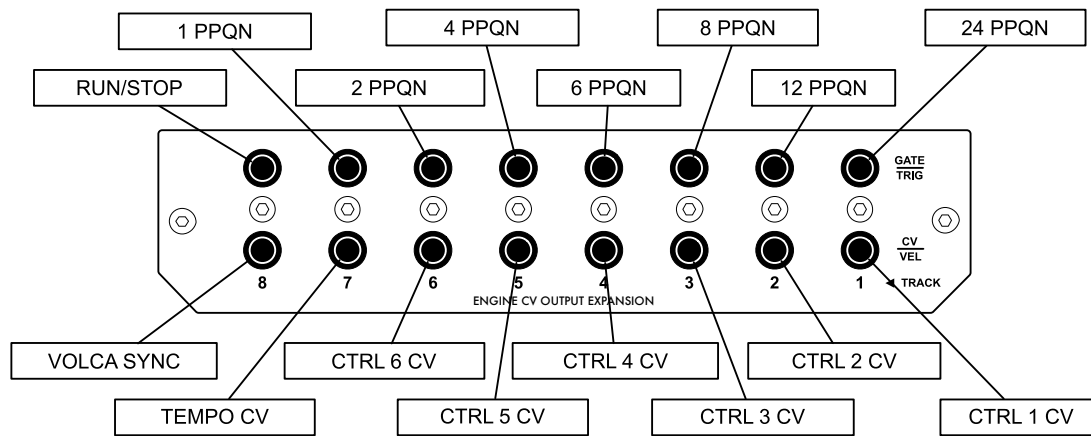 1 PPQN
4 PPQN
8 PPQN
24 PPQN
RUN/STOP
2 PPQN
6 PPQN
12 PPQN
GATE
TRIG
CV
VEL
8
7
6
5
4
3
2
1
◄ TRACK
ENGINE CV OUTPUT EXPANSION
VOLCA SYNC
CTRL 6 CV
CTRL 4 CV
CTRL 2 CV
TEMPO CV
CTRL 5 CV
CTRL 3 CV
CTRL 1 CV